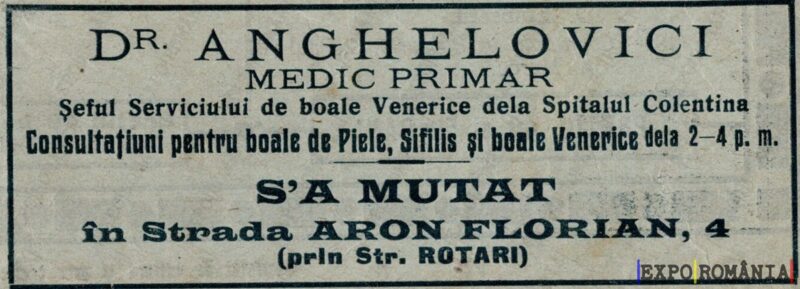 DR. ANGHELOVICI
MEDIC PRIMAR
Şeful Serviciului de boale Venerice dela Spitalul Colentina
Consultaţiuni pentru boale de Piele, Sifilis şi boale Venerice dela 2—4 p. m.
S'A MUTAT
în Strada ARON FLORIAN, 4
(prin Str. ROTARI)
EXPO ROMÂNIA